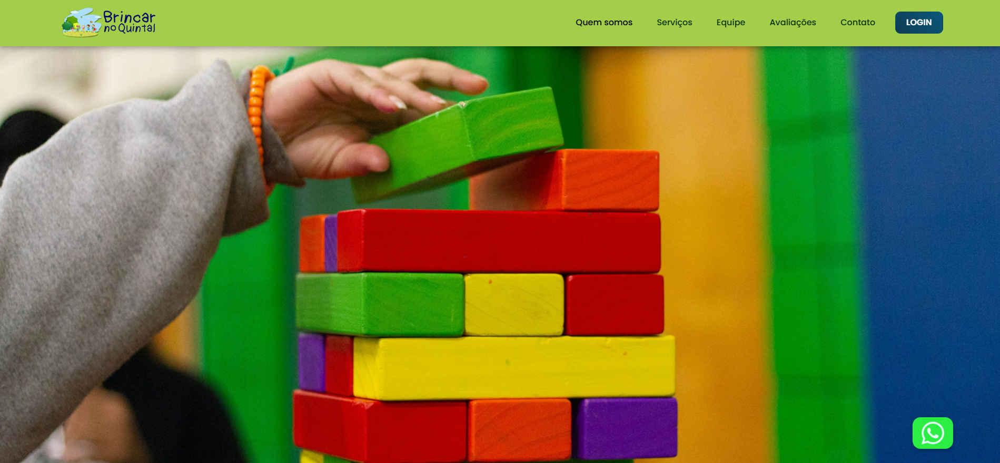 Brincar
no Quintal
Quem somos
Serviços
Equipe
Avaliações
Contato
LOGIN